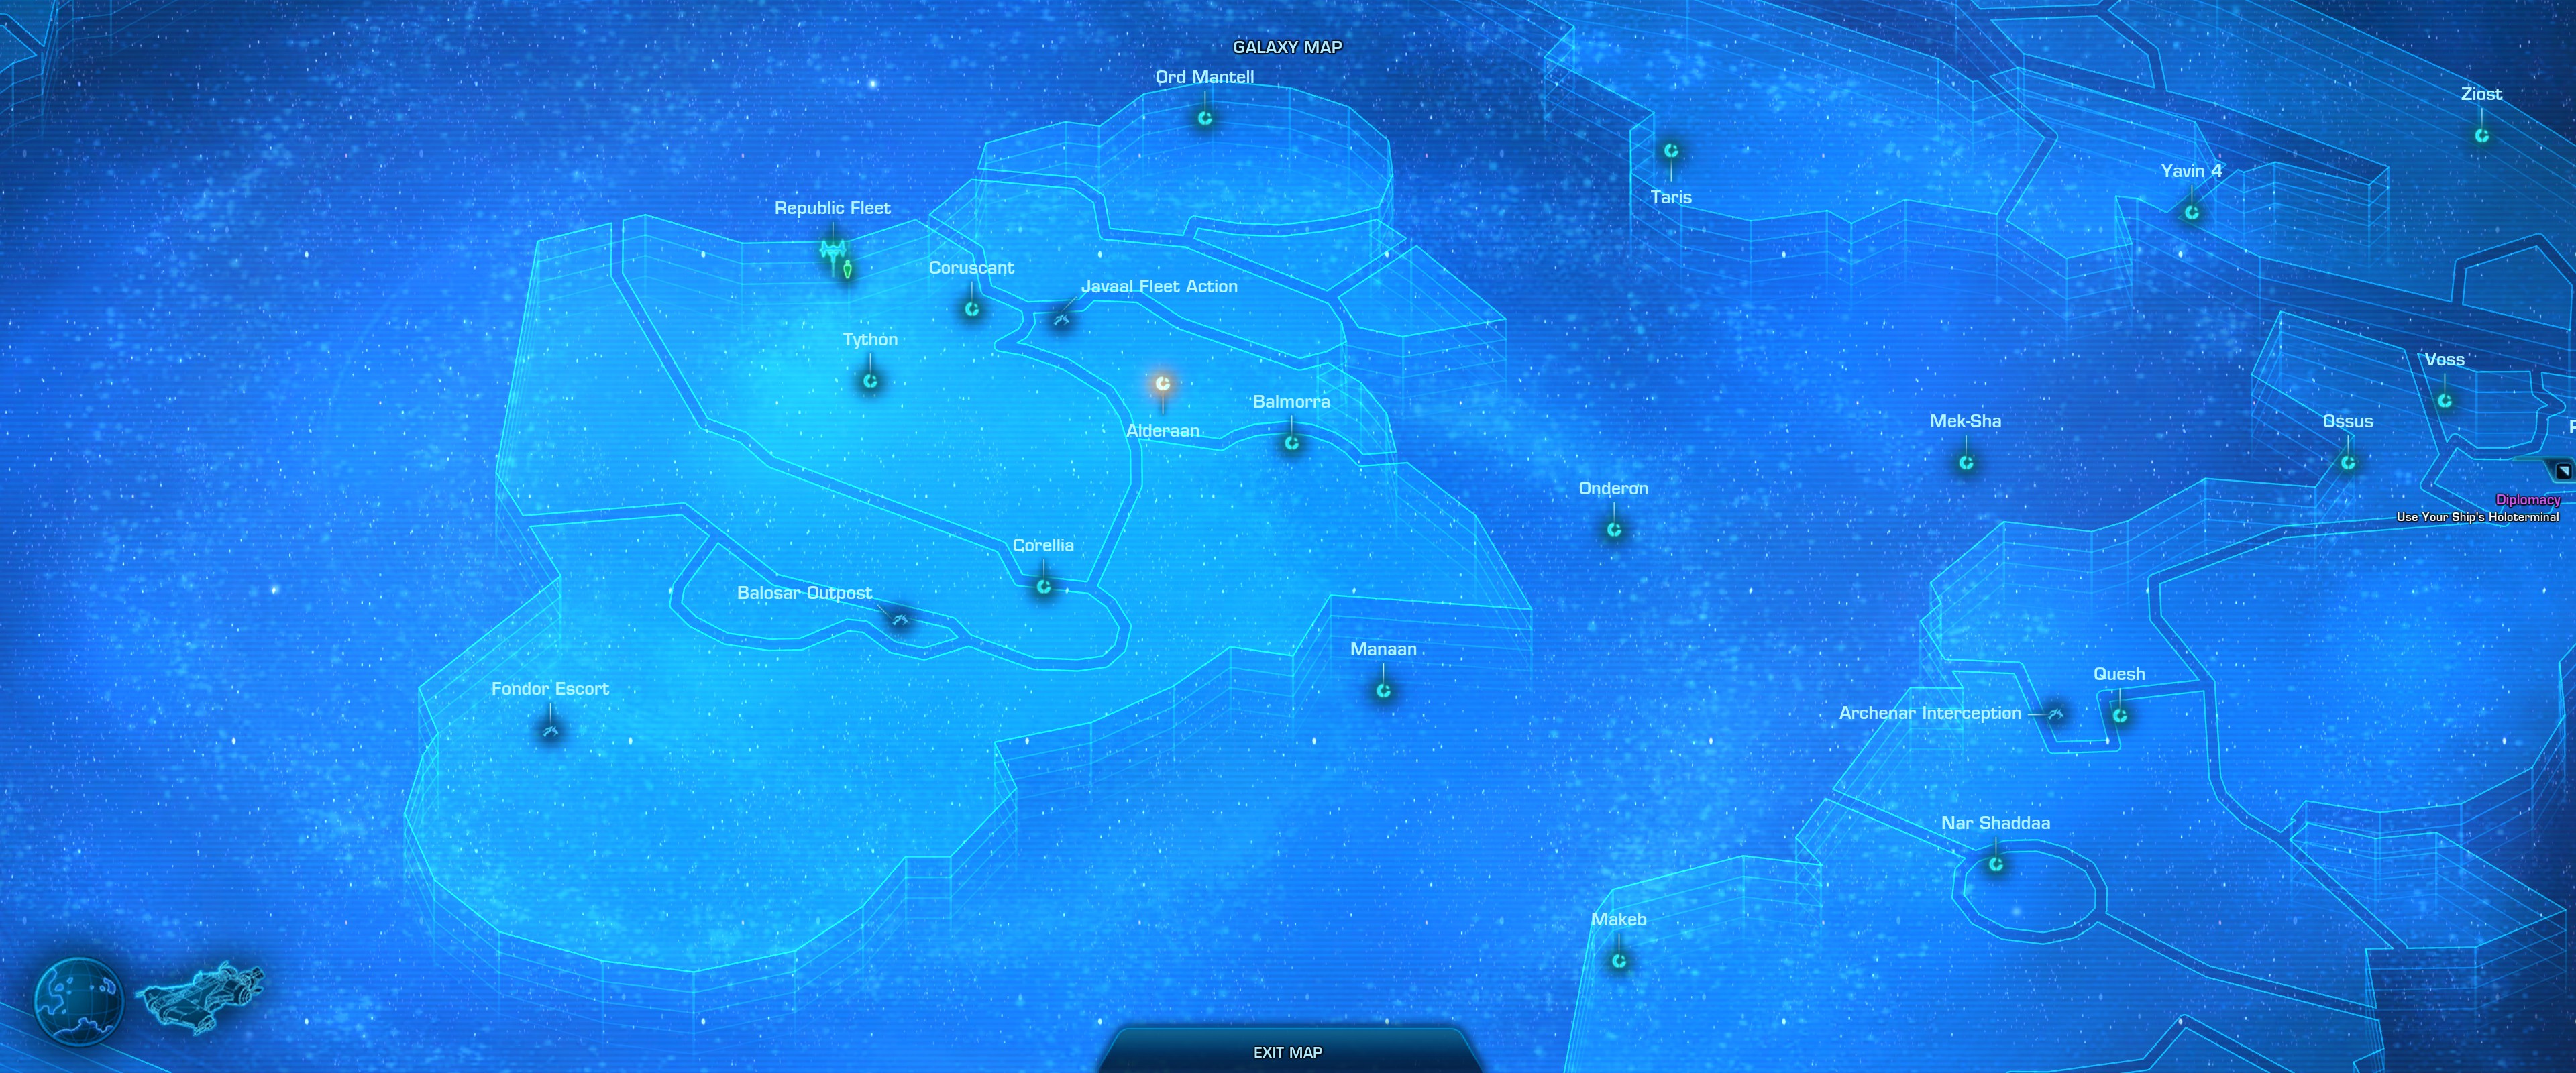 GALAXY MAP
Ord Mantell
Ziost
Yavin 4
Taris
Republic Fleet
Coruscant
Javaal Fleet Action
Tython
Voss
Balmorra
Alderaan
Mek-Sha
Ossus
Onderon
Diplomacy
Use Your Ship's Holoterminal
Corellia
Balosar Outpost
Manaan
Quesh
Fondor Escort
Archenar Interception
Nar Shaddaa
Makeb
EXIT MAP